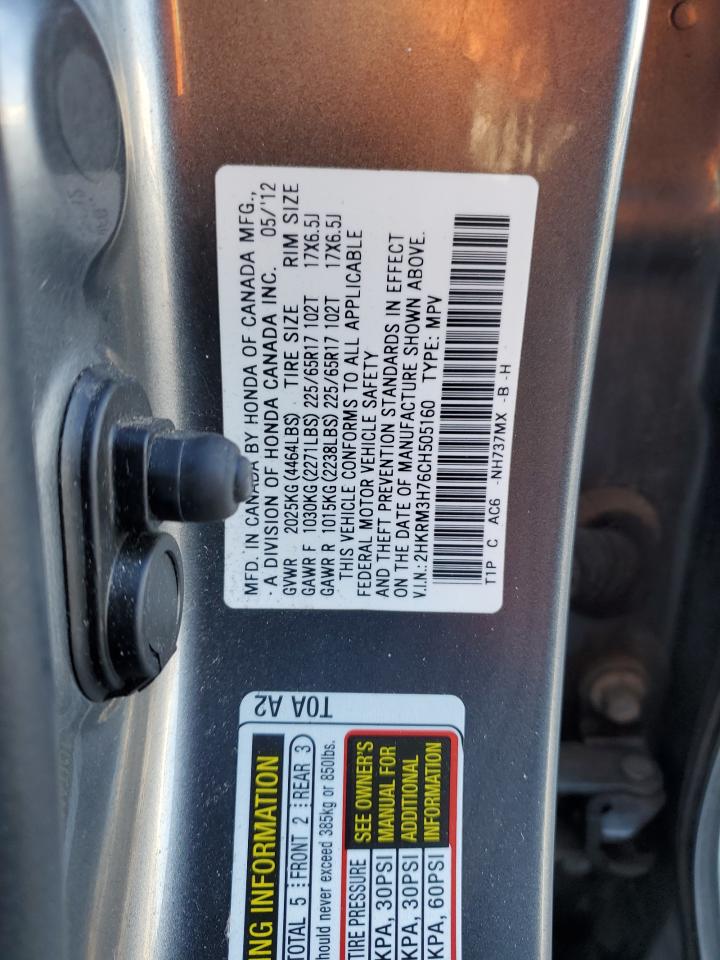 MFD. IN CANADA BY HONDA OF CANADA MFG.,
A DIVISION OF HONDA CANADA INC. 05/'12
GVWR 2025KG(4464LBS) TIRE SIZE RIM SIZE
GAWR F 1030KG(2271LBS) 225/65R17 102T 17X6.5J
GAWR R 1015KG(2238LBS) 225/65R17 102T 17X6.5J
THIS VEHICLE CONFORMS TO ALL APPLICABLE
FEDERAL MOTOR VEHICLE SAFETY
AND THEFT PREVENTION STANDARDS IN EFFECT
ON THE DATE OF MANUFACTURE SHOWN ABOVE.
V.I.N.: 2HKRM3H76CH505160 TYPE: MPV
T1P C AC6 -NH737MX -B -H
T0A A2
ING INFORMATION
TOTAL 5 FRONT 2 REAR 3
hould never exceed 385kg or 850lbs.
TIRE PRESSURE
KPA, 30PSI
KPA, 30PSI
KPA, 60PSI
SEE OWNER'S
MANUAL FOR
ADDITIONAL
INFORMATION